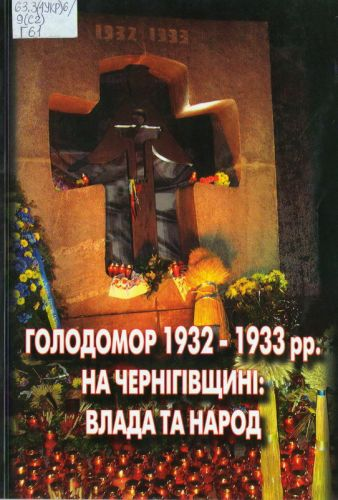 63.3(4УКР)6/
9(С2)
Г61
1932 1933
ГОЛОДОМОР 1932 - 1933 рр.
НА ЧЕРНІГІВЩИНІ:
ВЛАДА ТА НАРОД